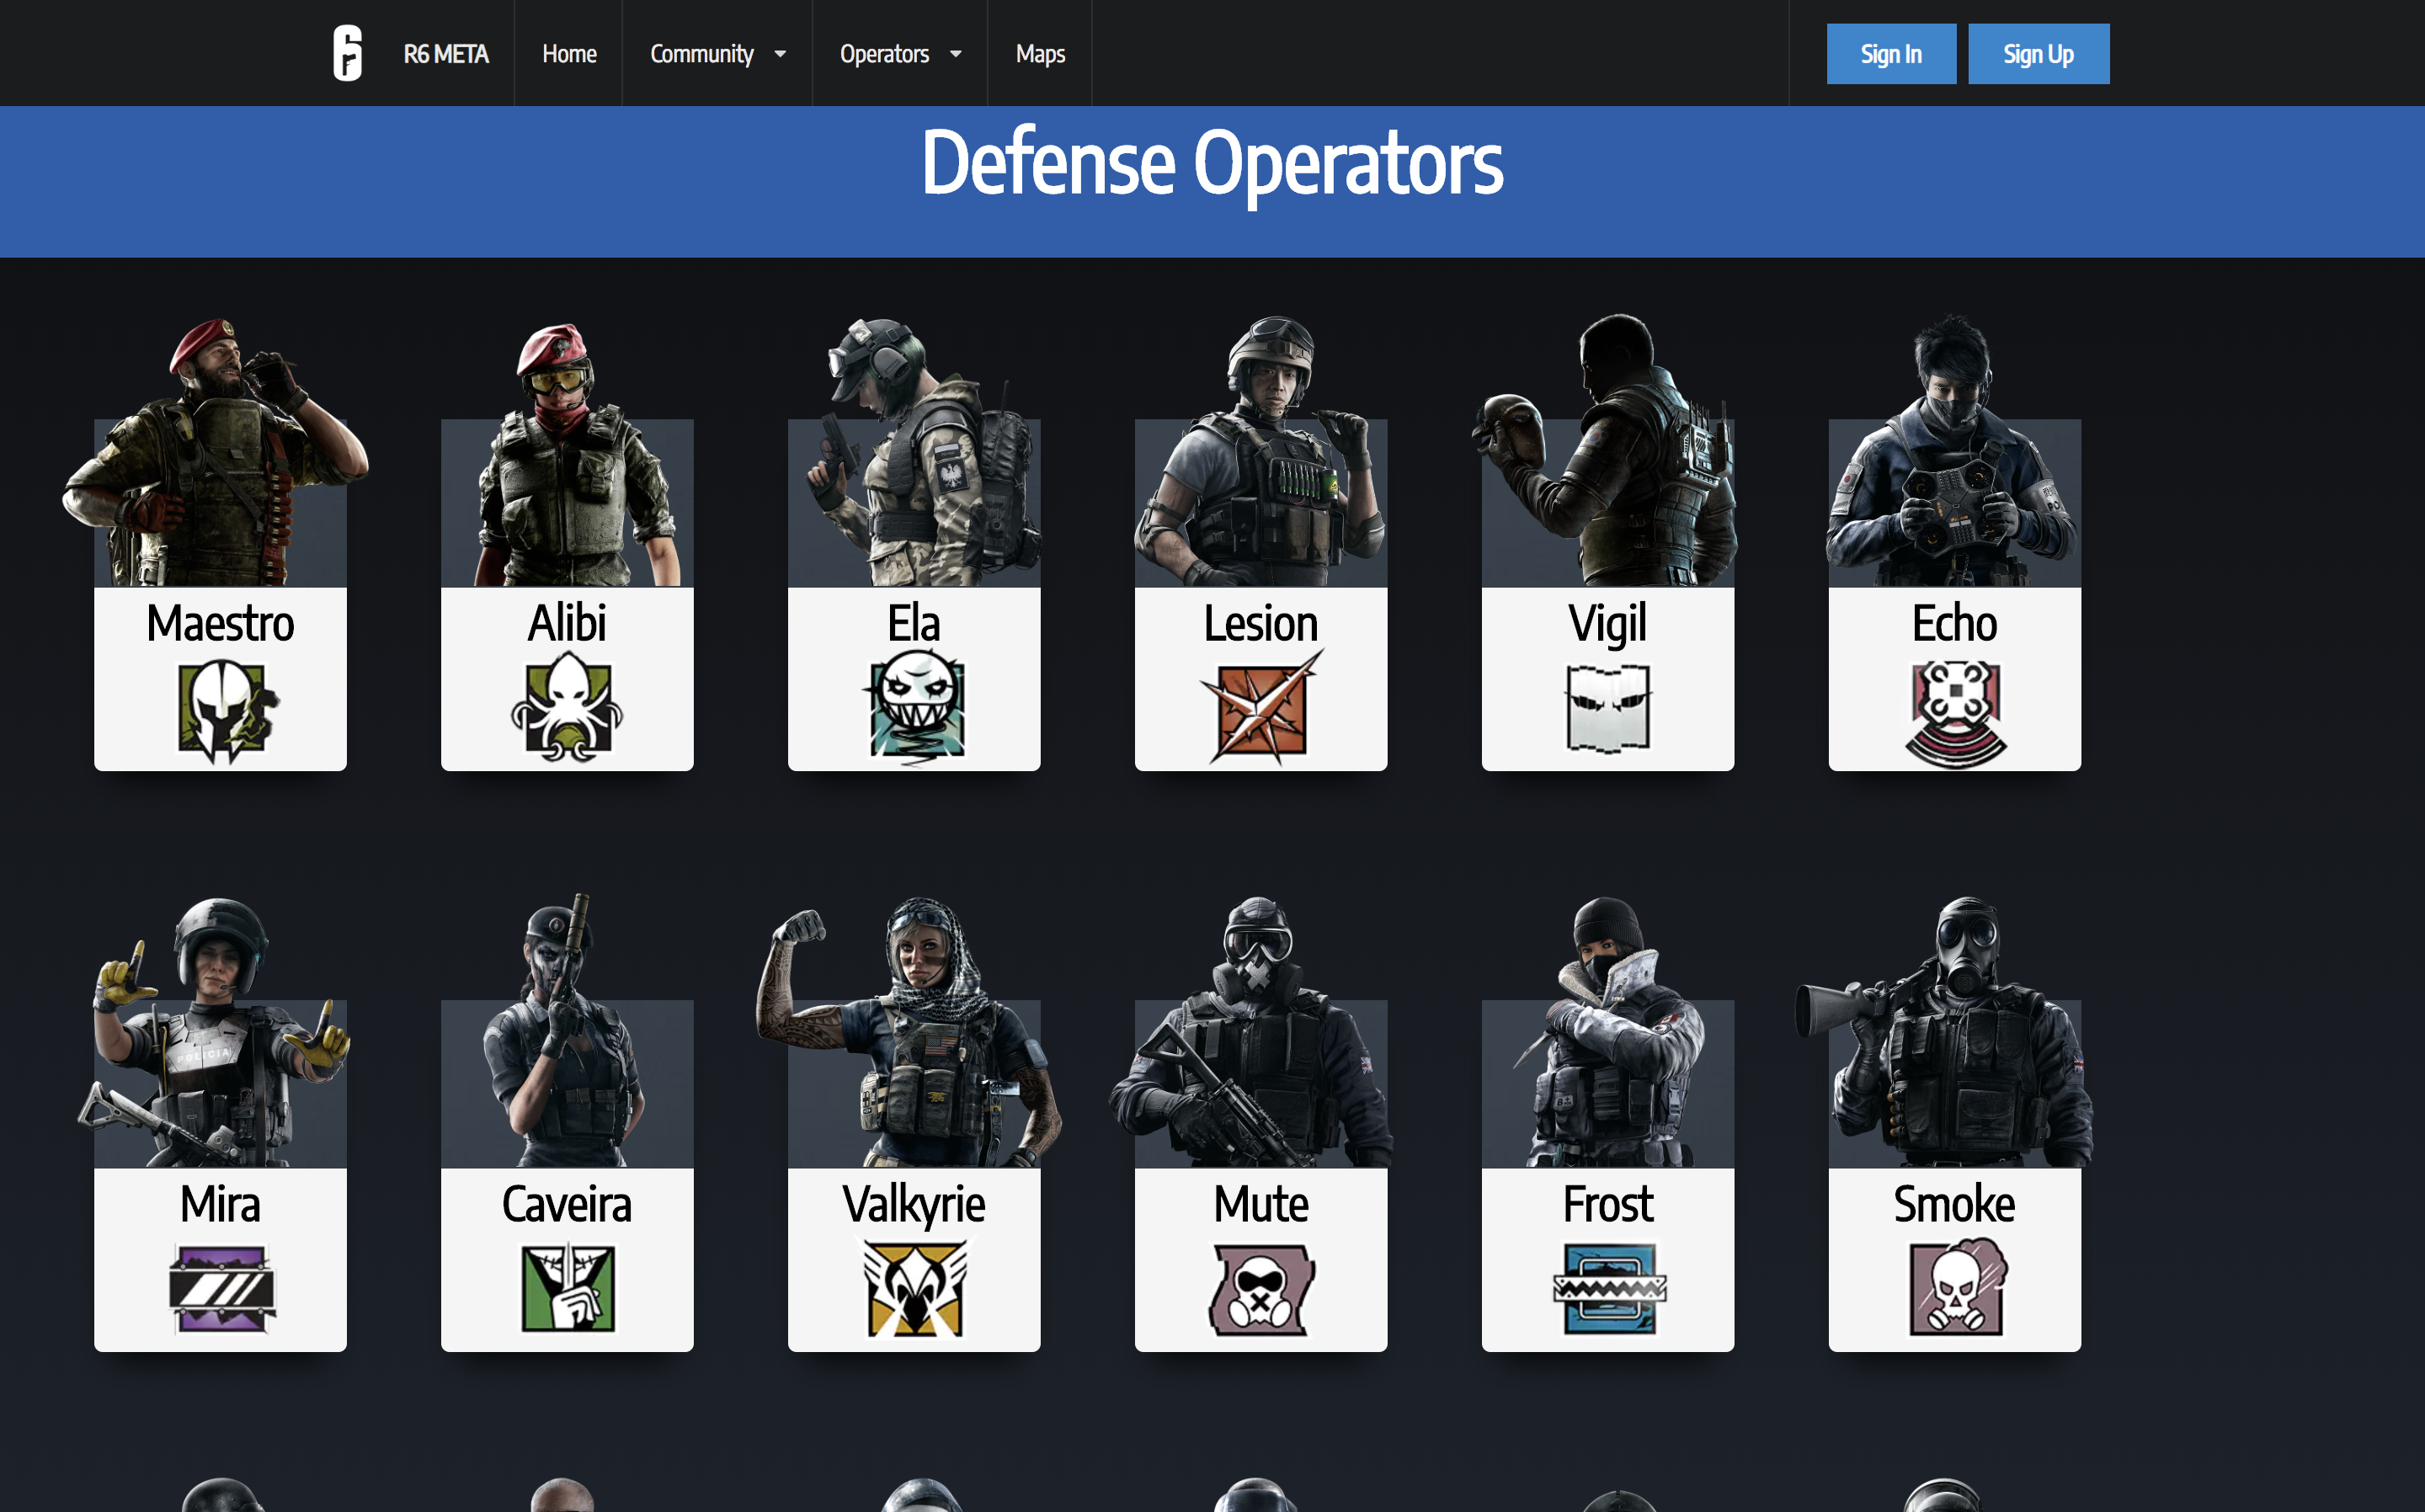 R6 META
Home
Community
Operators
Maps
Sign In
Sign Up
Defense Operators
Maestro
Alibi
Ela
Lesion
Vigil
Echo
POLICIA
Mira
Caveira
Valkyrie
Mute
Frost
Smoke